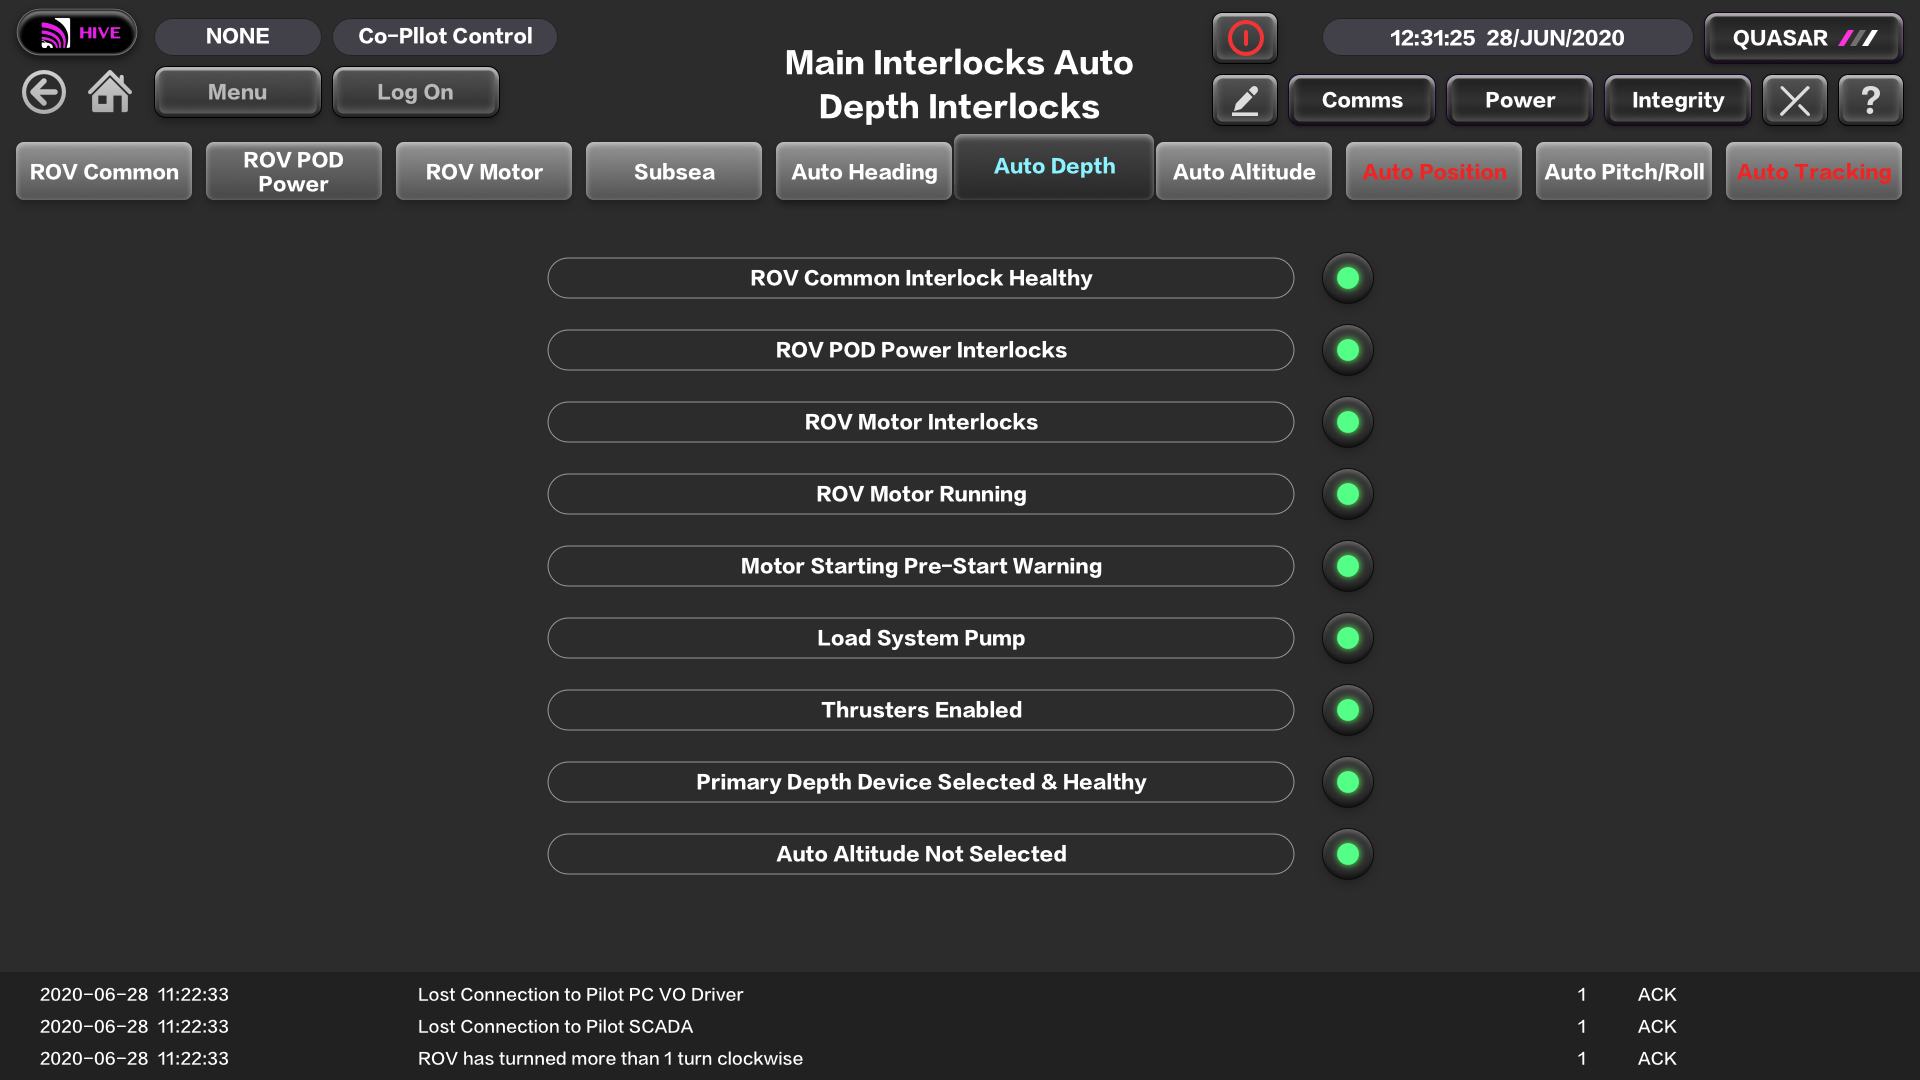 HIVE
NONE
Co-PIlot Control
Main Interlocks Auto
Depth Interlocks
12:31:25 28/JUN/2020
QUASAR
Menu
Log On
Comms
Power
Integrity
?
ROV Common
ROV POD
Power
ROV Motor
Subsea
Auto Heading
Auto Depth
Auto Altitude
Auto Position
Auto Pitch/Roll
Auto Tracking
ROV Common Interlock Healthy
ROV POD Power Interlocks
ROV Motor Interlocks
ROV Motor Running
Motor Starting Pre-Start Warning
Load System Pump
Thrusters Enabled
Primary Depth Device Selected & Healthy
Auto Altitude Not Selected
2020-06-28 11:22:33 Lost Connection to Pilot PC VO Driver 1 ACK
2020-06-28 11:22:33 Lost Connection to Pilot SCADA 1 ACK
2020-06-28 11:22:33 ROV has turnned more than 1 turn clockwise 1 ACK